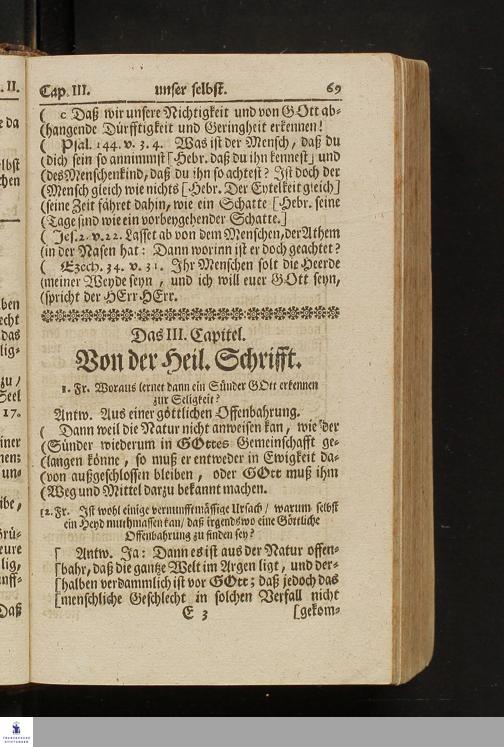 Cap. III. unser selbst. 69
( c Daß wir unsere Nichtigkeit und von GOtt ab-
(hangende Dürfftigkeit und Geringheit erkennen!
( Psal. 144. v. 3. 4. Was ist der Mensch, daß du
(dich sein so annimmst [Hebr. daß du ihn kennest] und
(des Menschenkind, daß du ihn so achtest? Ist doch der
(Mensch gleich wie nichts [Hebr. Der Eytelkeit gleich]
(seine Zeit fähret dahin, wie ein Schatte [Hebr. seine
(Tage sind wie ein vorbeygehender Schatte.]
( Jes. 2. v. 22. Lasset ab von dem Menschen, der Athem
(in der Nasen hat: Dann worinn ist er doch geachtet?
( Ezech. 34. v. 31. Ihr Menschen solt die Heerde
(meiner Weyde seyn, und ich will euer GOtt seyn,
(spricht der HErr HErr.
Das III. Capitel.
Von der Heil. Schrifft.
1. Fr. Woraus lernet dann ein Sünder GOtt erkennen
zur Seligkeit?
Antw. Aus einer göttlichen Offenbahrung.
( Dann weil die Natur nicht anweisen kan, wie der
(Sünder wiederum in GOttes Gemeinschafft ge-
(langen könne, so muß er entweder in Ewigkeit da-
(von außgeschlossen bleiben, oder GOtt muß ihm
(Weg und Mittel darzu bekannt machen.
[2. Fr. Ist wohl einige vernunfftmässige Ursach / warum selbst
ein Heyd muthmassen kan / daß irgendswo eine Göttliche
Offenbahrung zu finden sey?
[ Antw. Ja: Dann es ist aus der Natur offen-
[bahr, daß die gantze Welt im Argen ligt, und der-
[halben verdammlich ist vor GOtt; daß jedoch das
[menschliche Geschlecht in solchen Verfall nicht
E 3 [gekom-